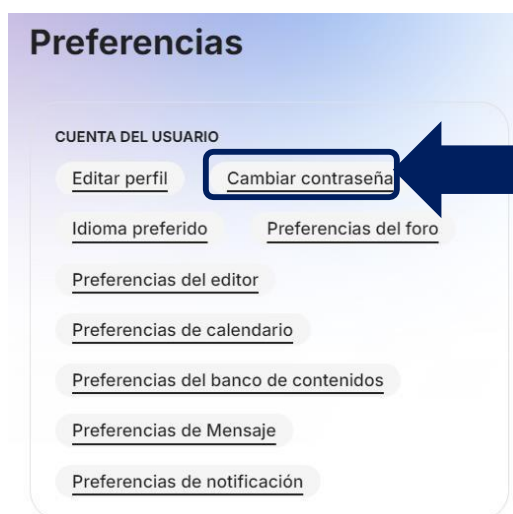 Preferencias
CUENTA DEL USUARIO
Editar perfil Cambiar contraseña
Idioma preferido Preferencias del foro
Preferencias del editor
Preferencias de calendario
Preferencias del banco de contenidos
Preferencias de Mensaje
Preferencias de notificación